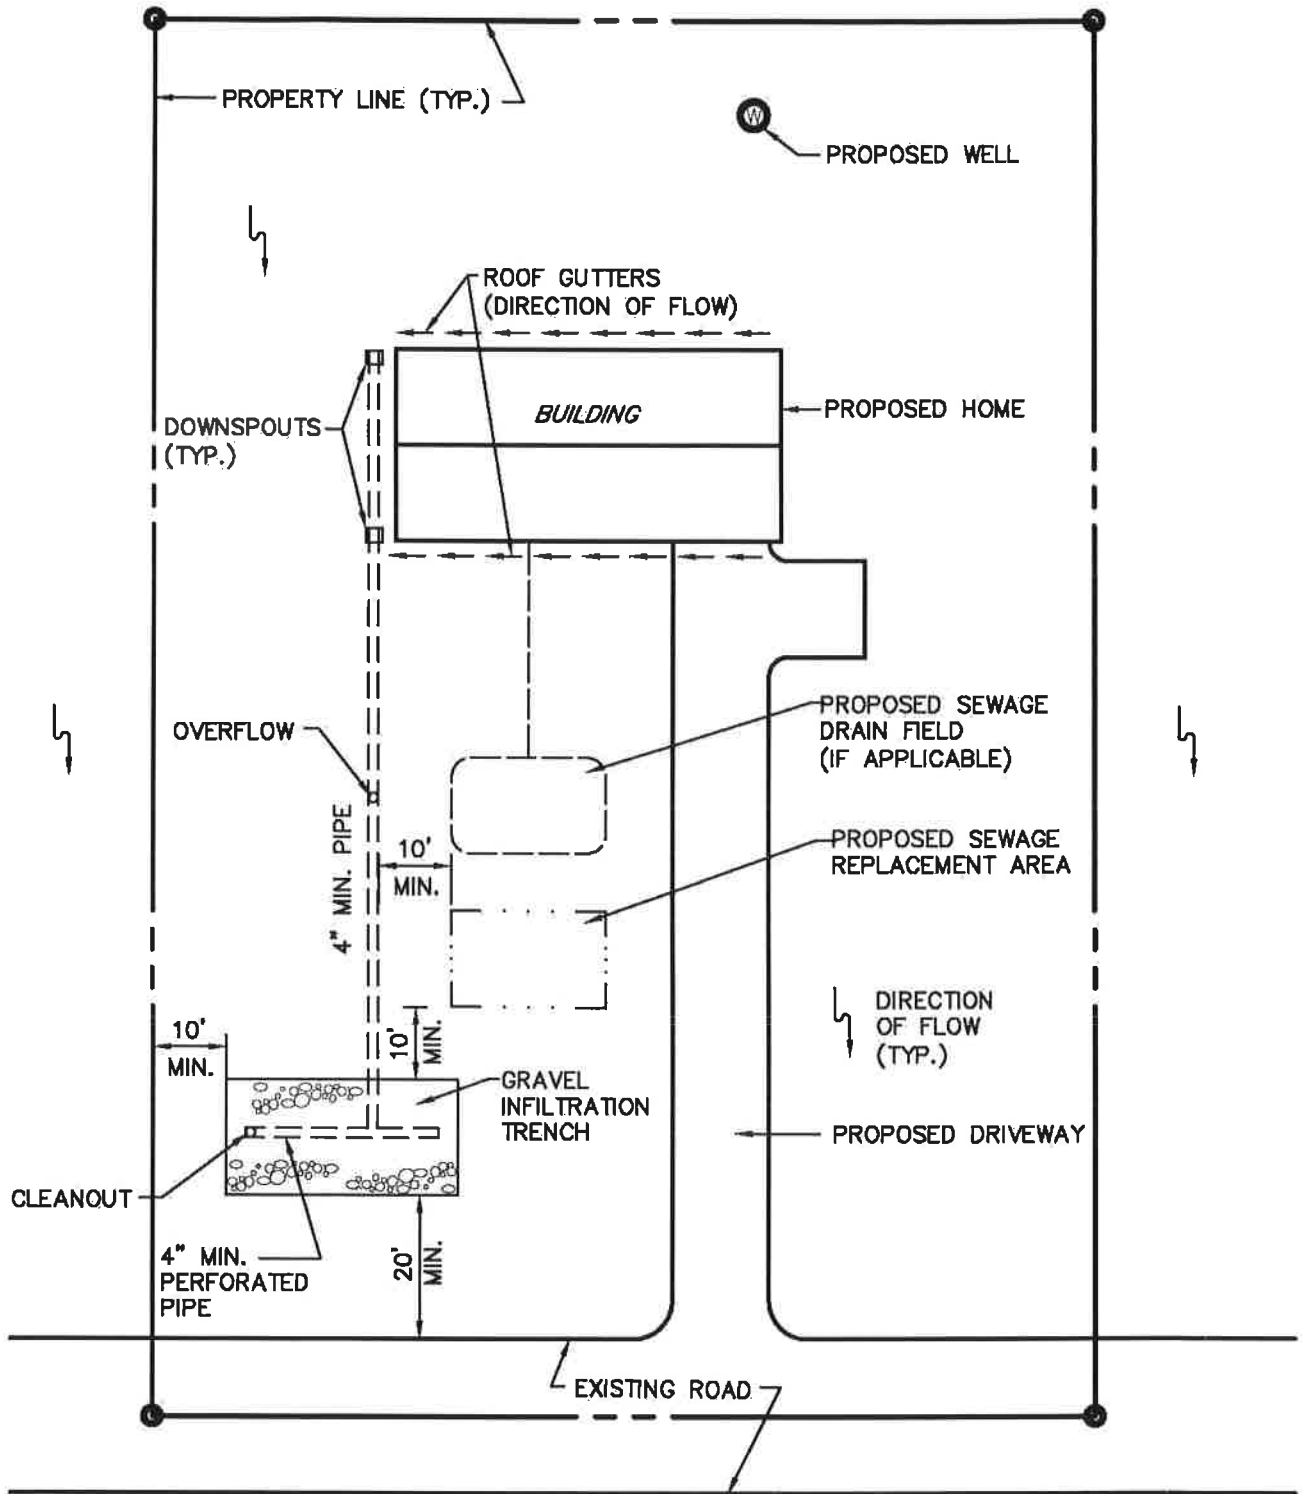 PROPERTY LINE (TYP.)
W
PROPOSED WELL
ROOF GUTTERS
(DIRECTION OF FLOW)
BUILDING
PROPOSED HOME
DOWNSPOUTS
(TYP.)
OVERFLOW
PROPOSED SEWAGE
DRAIN FIELD
(IF APPLICABLE)
4" MIN. PIPE
10'
MIN.
PROPOSED SEWAGE
REPLACEMENT AREA
10'
MIN.
10'
MIN.
DIRECTION
OF FLOW
(TYP.)
GRAVEL
INFILTRATION
TRENCH
PROPOSED DRIVEWAY
CLEANOUT
4" MIN.
PERFORATED
PIPE
20'
MIN.
EXISTING ROAD